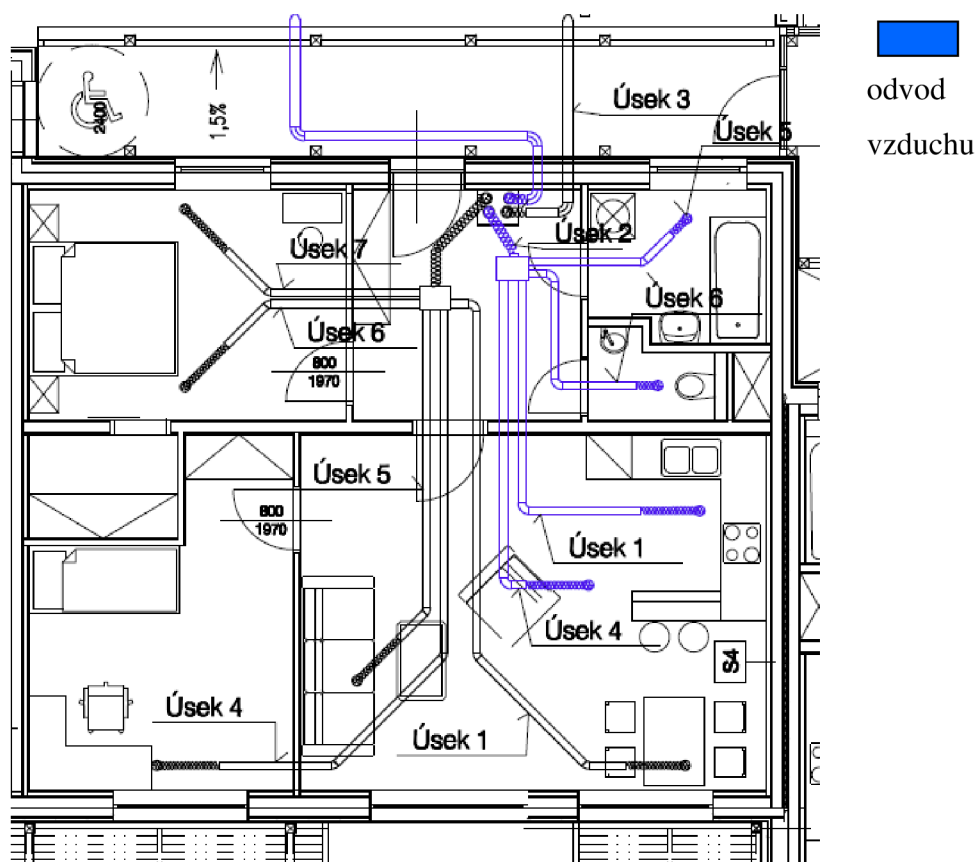 odvod
vzduchu
2400
1,5%
Úsek 3
Úsek 5
Úsek 2
Úsek 7
Úsek 6
Úsek 6
800
1970
Úsek 5
800
1970
Úsek 1
Úsek 4
S4
Úsek 4
Úsek 1